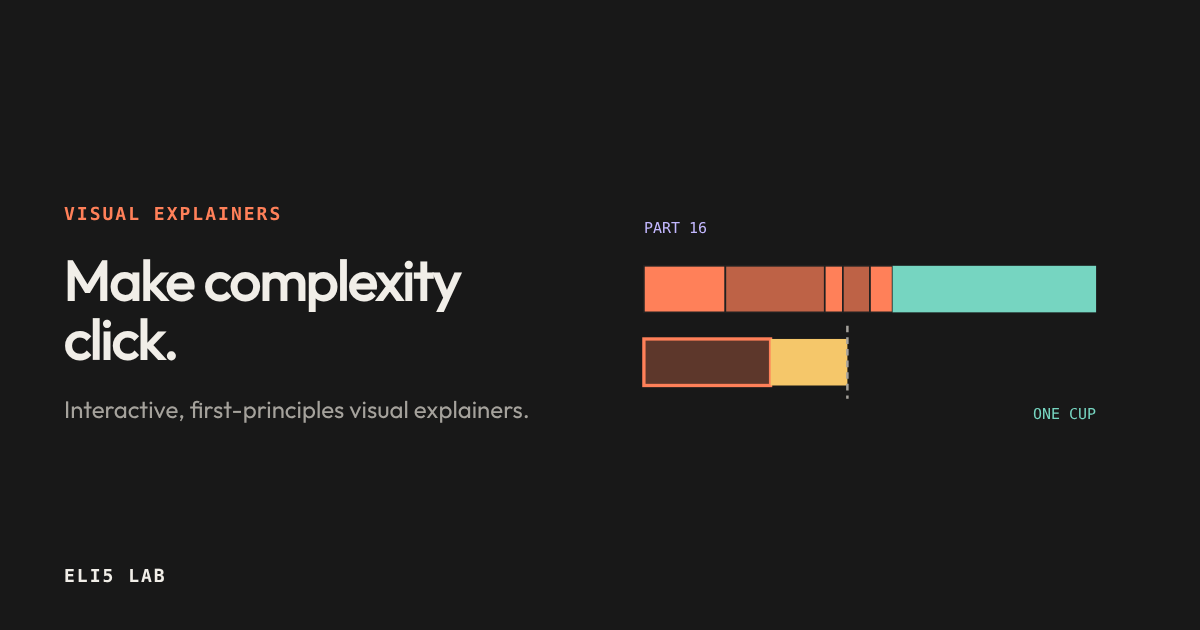 VISUAL EXPLAINERS
Make complexity
click.
Interactive, first-principles visual explainers.
ELI5 LAB
PART 16
ONE CUP